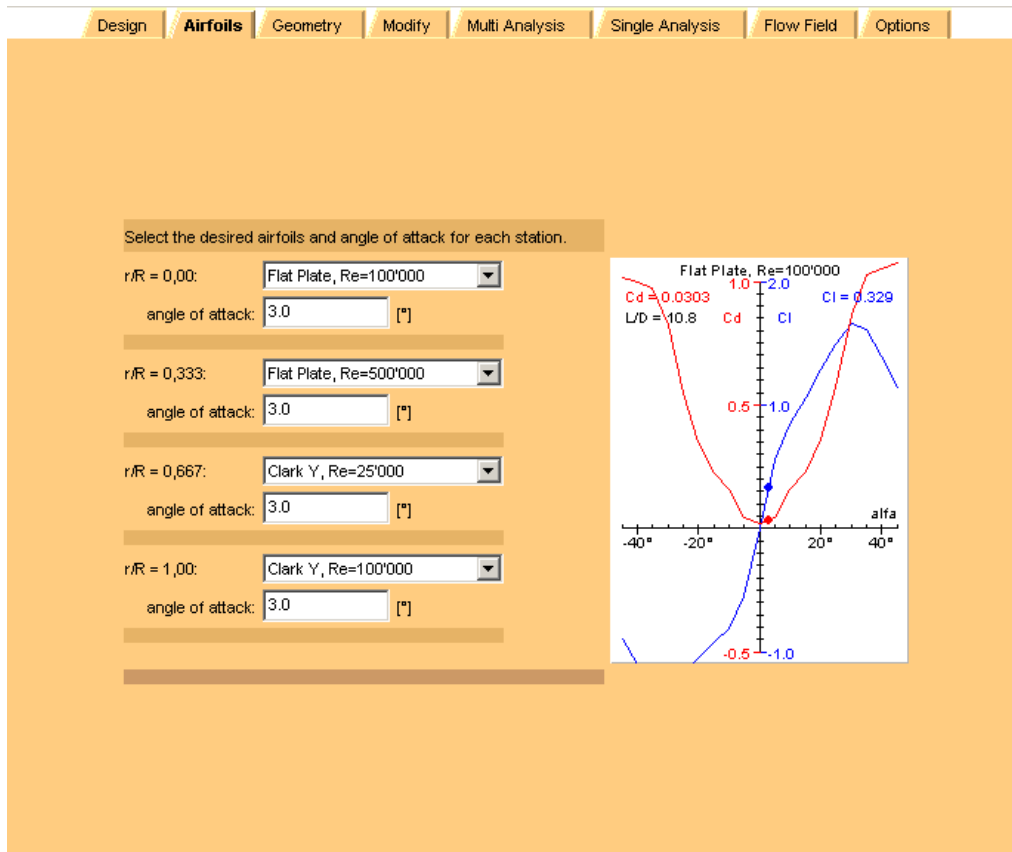 Design Airfoils Geometry Modify Multi Analysis Single Analysis Flow Field Options
Select the desired airfoils and angle of attack for each station.
r/R = 0,00: Flat Plate, Re=100'000
angle of attack: 3.0 [°]
r/R = 0,333: Flat Plate, Re=500'000
angle of attack: 3.0 [°]
r/R = 0,667: Clark Y, Re=25'000
angle of attack: 3.0 [°]
r/R = 1,00: Clark Y, Re=100'000
angle of attack: 3.0 [°]
Flat Plate, Re=100'000
1.0 2.0
Cd = 0.0303 Cl = 0.329
L/D = 10.8 Cd Cl
0.5 1.0
alfa
-40° -20° 20° 40°
-0.5 -1.0